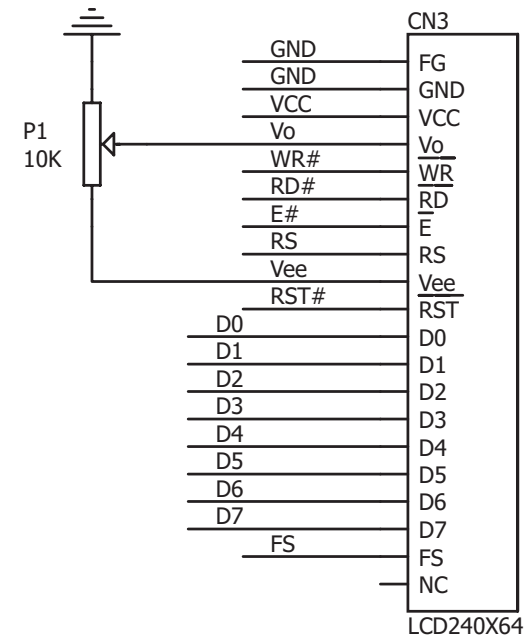 CN3
GND FG
GND GND
VCC VCC
P1 Vo Vo
10K WR# WR
RD# RD
E# E
RS RS
Vee Vee
RST# RST
D0 D0
D1 D1
D2 D2
D3 D3
D4 D4
D5 D5
D6 D6
D7 D7
FS FS
NC
LCD240X64